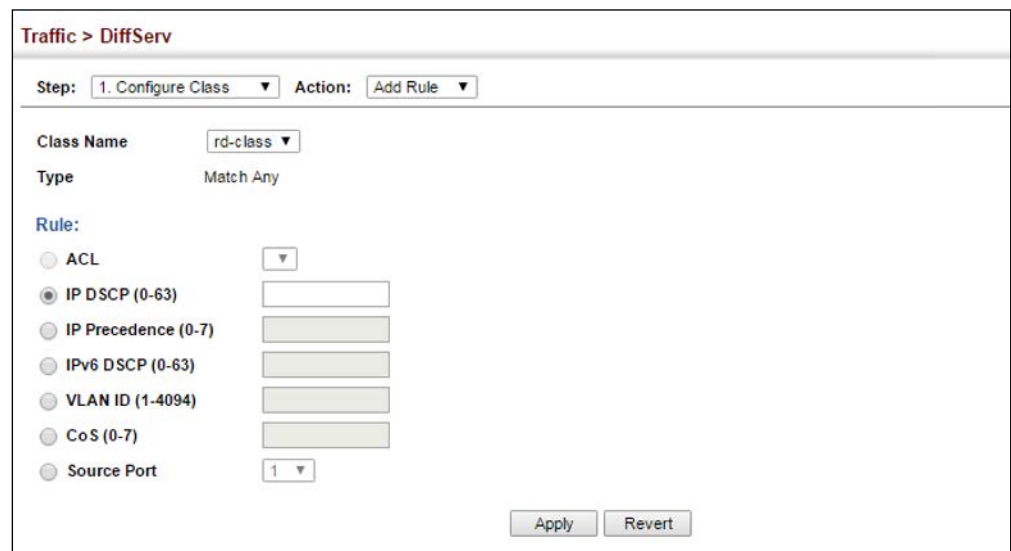 Traffic > DiffServ
Step: 1. Configure Class Action: Add Rule
Class Name rd-class
Type Match Any
Rule:
ACL
IP DSCP (0-63)
IP Precedence (0-7)
IPv6 DSCP (0-63)
VLAN ID (1-4094)
CoS (0-7)
Source Port 1
Apply Revert